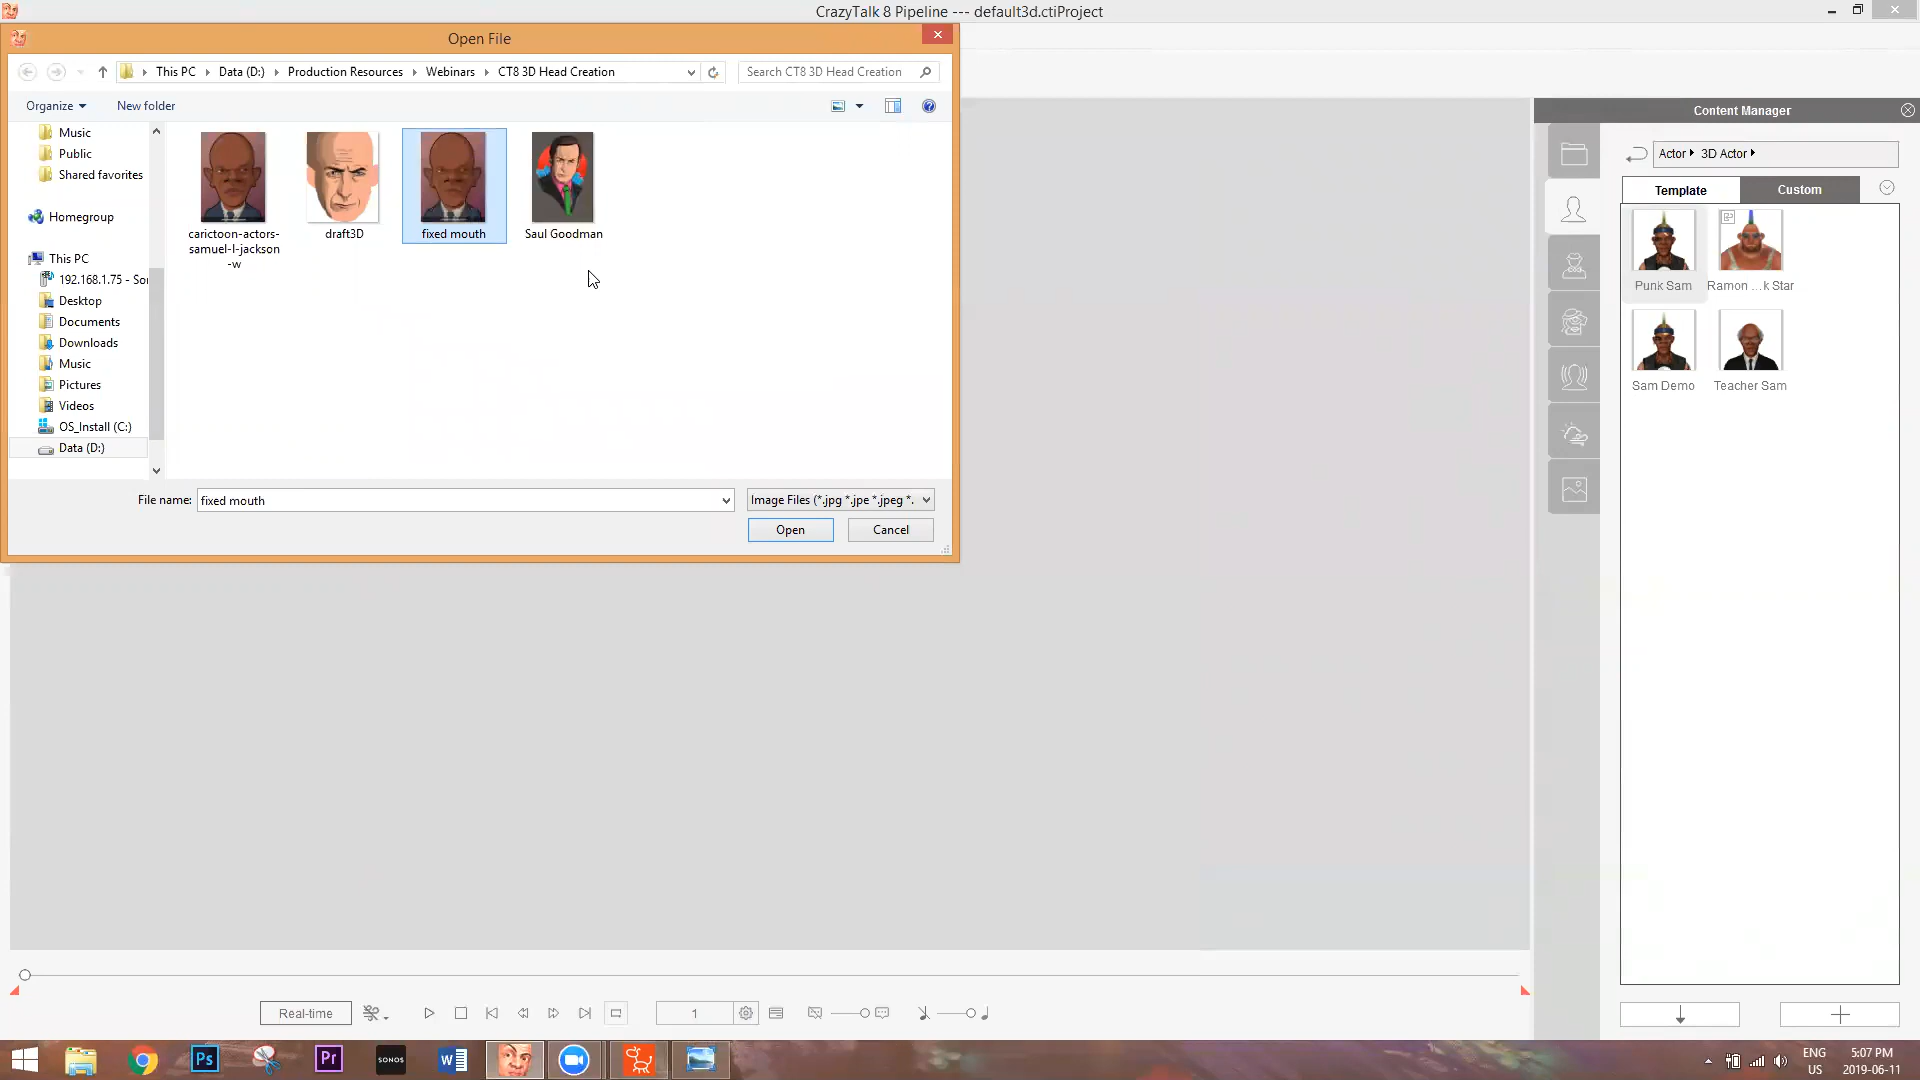 CrazyTalk 8 Pipeline --- default3d.ctiProject
Open File
This PC
Data (D:)
Production Resources
Webinars
CT8 3D Head Creation
Search CT8 3D Head Creation
Organize
New folder
Music
Public
Shared favorites
Homegroup
This PC
192.168.1.75 - Sor
Desktop
Documents
Downloads
Music
Pictures
Videos
OS_Install (C:)
Data (D:)
carictoon-actors-
samuel-l-jackson
-w
draft3D
fixed mouth
Saul Goodman
File name:
fixed mouth
Image Files (*.jpg *.jpe *.jpeg *.
Open
Cancel
Content Manager
Actor
3D Actor
Template
Custom
Punk Sam
Ramon ...k Star
Sam Demo
Teacher Sam
Real-time
1
Ps
Pr
SONOS
W
ENG
US
5:07 PM
2019-06-11